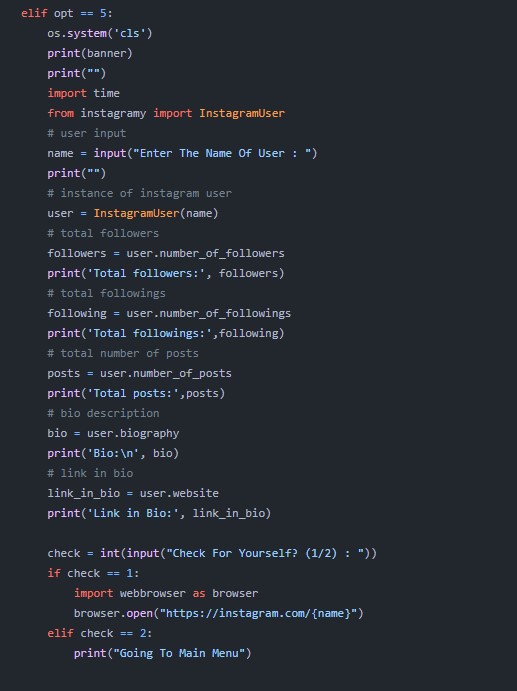 elif opt == 5:
    os.system('cls')
    print(banner)
    print("")
    import time
    from instagramy import InstagramUser
    # user input
    name = input("Enter The Name Of User : ")
    print("")
    # instance of instagram user
    user = InstagramUser(name)
    # total followers
    followers = user.number_of_followers
    print('Total followers:', followers)
    # total followings
    following = user.number_of_followings
    print('Total followings:',following)
    # total number of posts
    posts = user.number_of_posts
    print('Total posts:',posts)
    # bio description
    bio = user.biography
    print('Bio:\n', bio)
    # link in bio
    link_in_bio = user.website
    print('Link in Bio:', link_in_bio)

    check = int(input("Check For Yourself? (1/2) : "))
    if check == 1:
        import webbrowser as browser
        browser.open("https://instagram.com/{name}")
    elif check == 2:
        print("Going To Main Menu")